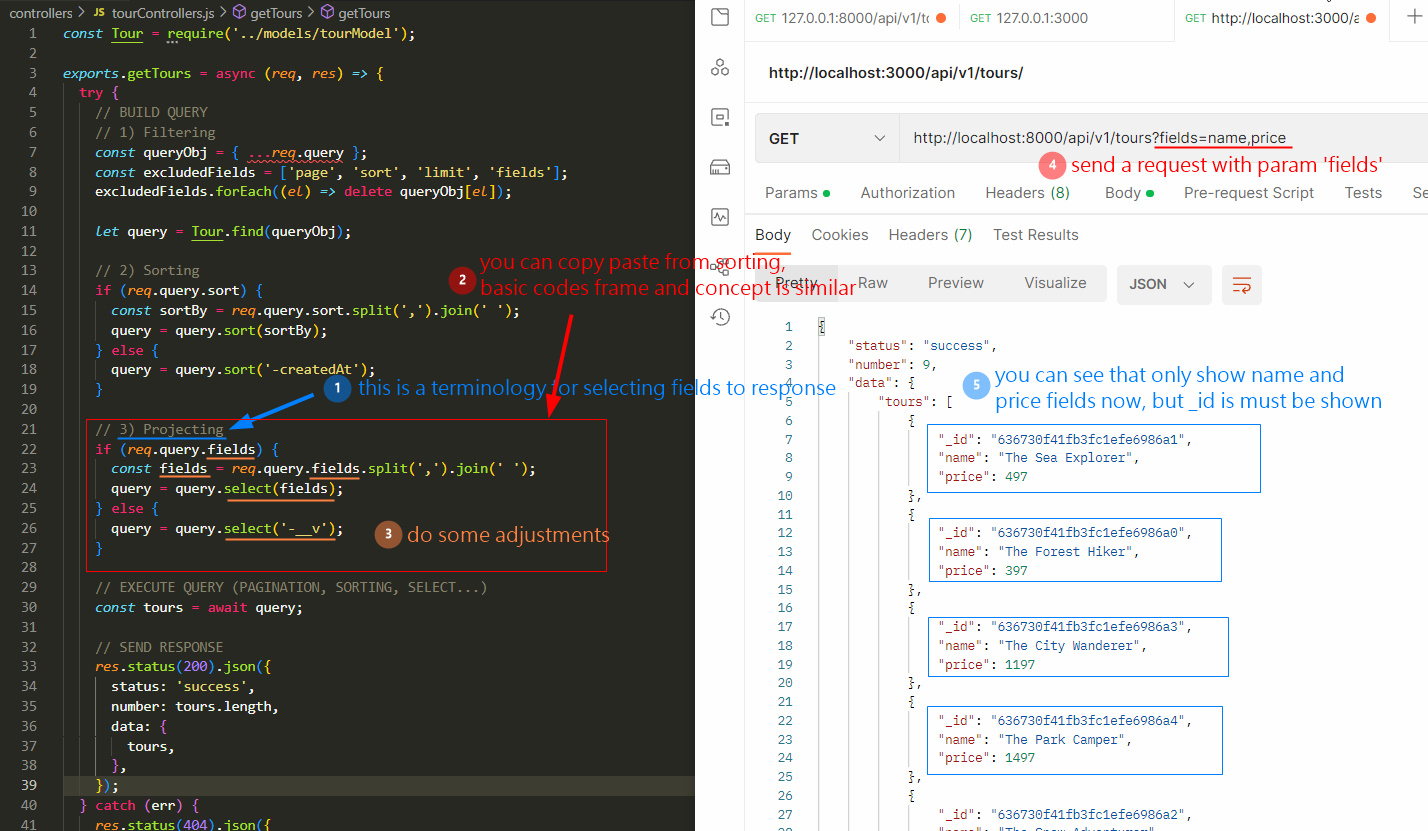 controllers > JS tourControllers.js > getTours > getTours
1 const Tour = require('../models/tourModel');
2
3 exports.getTours = async (req, res) => {
4 try {
5 // BUILD QUERY
6 // 1) Filtering
7 const queryObj = { ...req.query };
8 const excludedFields = ['page', 'sort', 'limit', 'fields'];
9 excludedFields.forEach((el) => delete queryObj[el]);
10
11 let query = Tour.find(queryObj);
12
13 // 2) Sorting
14 if (req.query.sort) {
15 const sortBy = req.query.sort.split(',').join(' ');
16 query = query.sort(sortBy);
17 } else {
18 query = query.sort('-createdAt');
19 }
20
21 // 3) Projecting
22 if (req.query.fields) {
23 const fields = req.query.fields.split(',').join(' ');
24 query = query.select(fields);
25 } else {
26 query = query.select('-__v');
27 }
28
29 // EXECUTE QUERY (PAGINATION, SORTING, SELECT...)
30 const tours = await query;
31
32 // SEND RESPONSE
33 res.status(200).json({
34 status: 'success',
35 number: tours.length,
36 data: {
37 tours,
38 },
39 });
40 } catch (err) {
41 res.status(404).json({
2 you can copy paste from sorting,
basic codes frame and concept is similar
1 this is a terminology for selecting fields to response
3 do some adjustments
GET 127.0.0.1:8000/api/v1/to
GET 127.0.0.1:3000
GET http://localhost:3000/a
http://localhost:3000/api/v1/tours/
GET http://localhost:8000/api/v1/tours?fields=name,price
4 send a request with param 'fields'
Params Authorization Headers (8) Body Pre-request Script Tests Se
Body Cookies Headers (7) Test Results
Pretty Raw Preview Visualize JSON
1 {
2 "status": "success",
3 "number": 9,
4 "data": {
5 "tours": [
6 {
7 "_id": "636730f41fb3fc1efe6986a1",
8 "name": "The Sea Explorer",
9 "price": 497
10 },
11 {
12 "_id": "636730f41fb3fc1efe6986a0",
13 "name": "The Forest Hiker",
14 "price": 397
15 },
16 {
17 "_id": "636730f41fb3fc1efe6986a3",
18 "name": "The City Wanderer",
19 "price": 1197
20 },
21 {
22 "_id": "636730f41fb3fc1efe6986a4",
23 "name": "The Park Camper",
24 "price": 1497
25 },
26 {
27 "_id": "636730f41fb3fc1efe6986a2",
5 you can see that only show name and
price fields now, but _id is must be shown